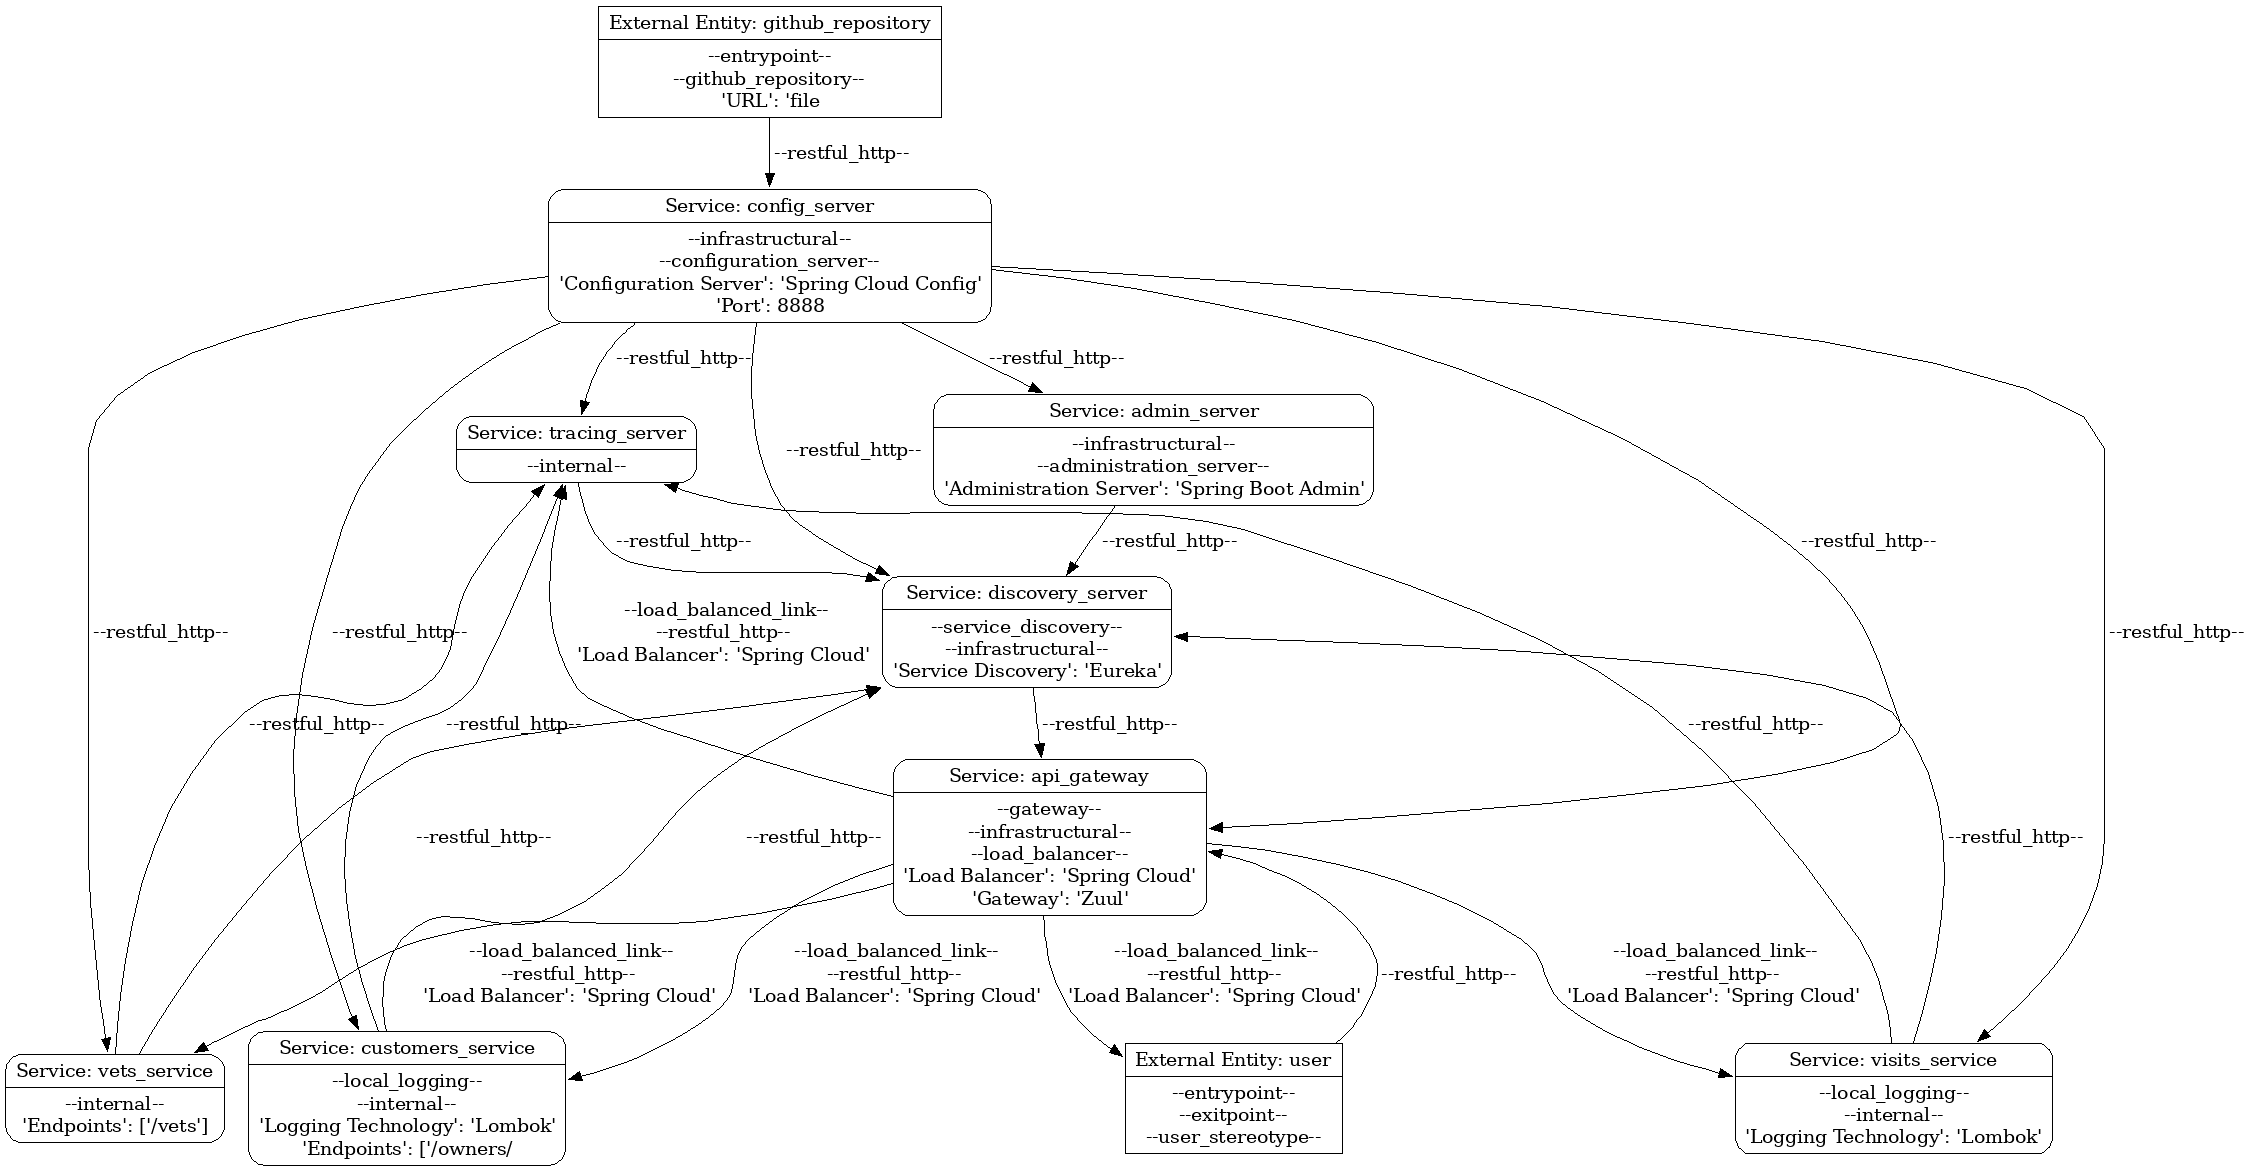 External Entity: github_repository
--entrypoint--
--github_repository--
'URL': 'file
--restful_http--
Service: config_server
--infrastructural--
--configuration_server--
'Configuration Server': 'Spring Cloud Config'
'Port': 8888
--restful_http--
--restful_http--
Service: tracing_server
--internal--
--restful_http--
Service: admin_server
--infrastructural--
--administration_server--
'Administration Server': 'Spring Boot Admin'
--restful_http--
--restful_http--
--restful_http--
--restful_http--
--restful_http--
--load_balanced_link--
--restful_http--
'Load Balancer': 'Spring Cloud'
Service: discovery_server
--service_discovery--
--infrastructural--
'Service Discovery': 'Eureka'
--restful_http--
--restful_http--
--restful_http--
--restful_http--
--restful_http--
--restful_http--
--restful_http--
Service: api_gateway
--gateway--
--infrastructural--
--load_balancer--
'Load Balancer': 'Spring Cloud'
'Gateway': 'Zuul'
--restful_http--
--load_balanced_link--
--restful_http--
'Load Balancer': 'Spring Cloud'
--load_balanced_link--
--restful_http--
'Load Balancer': 'Spring Cloud'
--load_balanced_link--
--restful_http--
'Load Balancer': 'Spring Cloud'
--restful_http--
--load_balanced_link--
--restful_http--
'Load Balancer': 'Spring Cloud'
Service: vets_service
--internal--
'Endpoints': ['/vets']
Service: customers_service
--local_logging--
--internal--
'Logging Technology': 'Lombok'
'Endpoints': ['/owners/
External Entity: user
--entrypoint--
--exitpoint--
--user_stereotype--
Service: visits_service
--local_logging--
--internal--
'Logging Technology': 'Lombok'